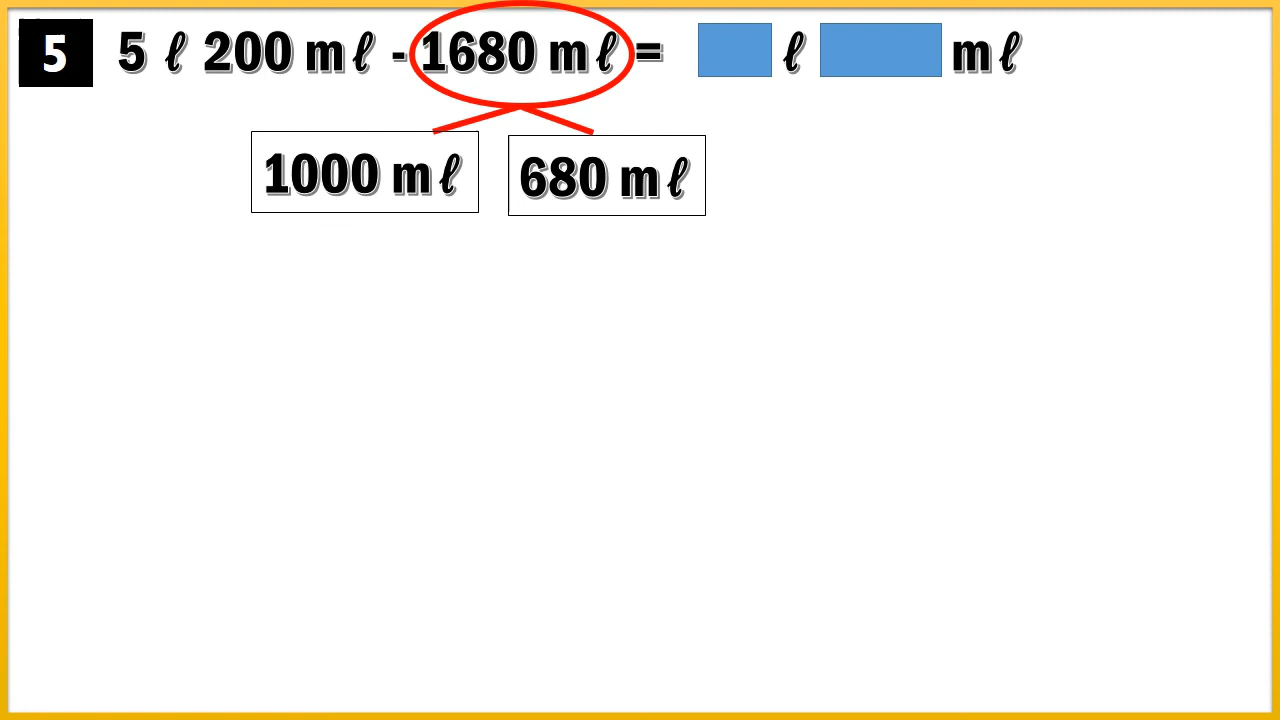 5 5 ℓ 200 mℓ - 1680 mℓ = ℓ mℓ
1000 mℓ 680 mℓ